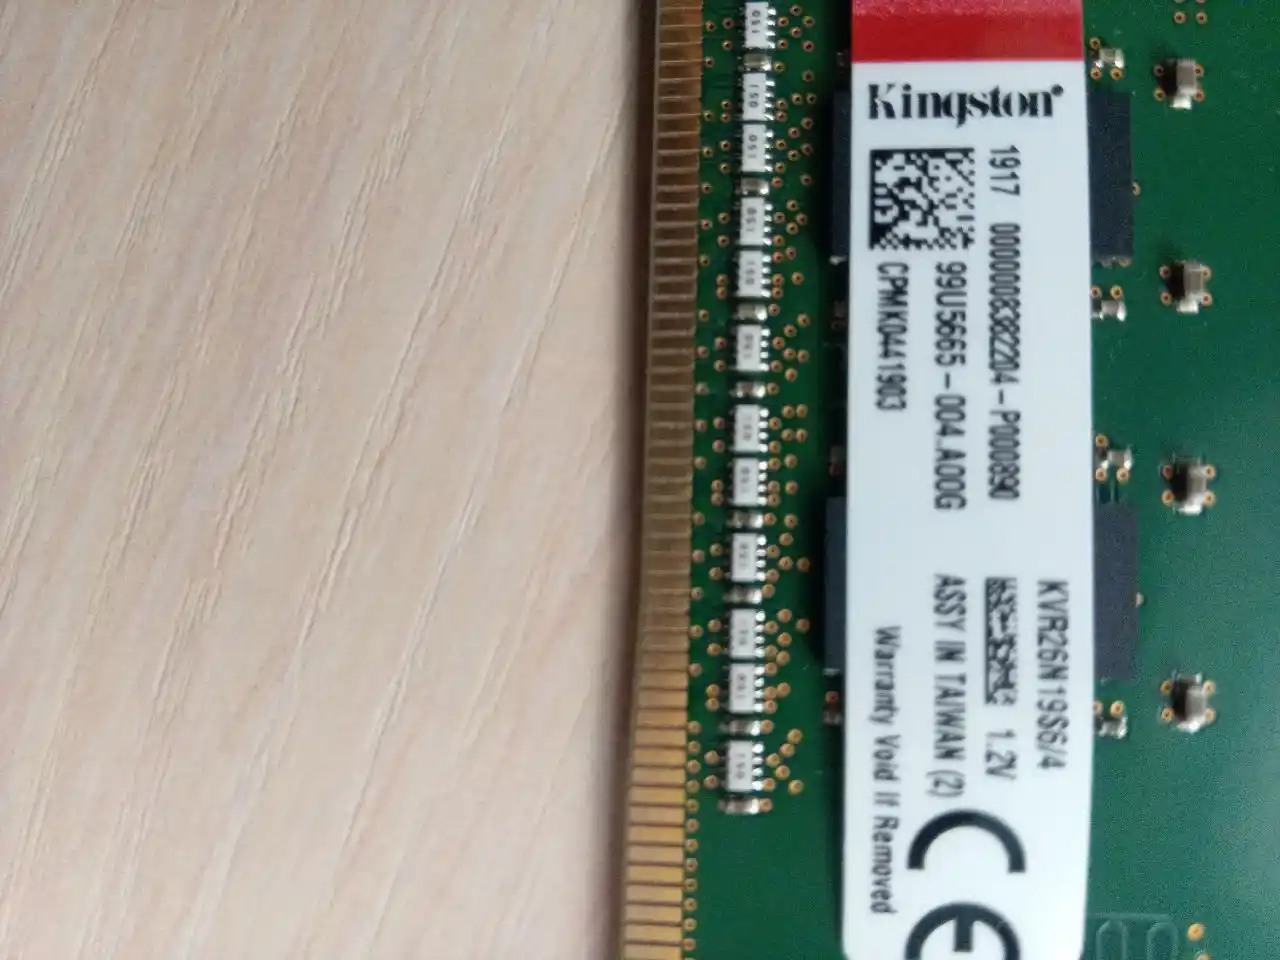 Kingston
KVR26N19S6/4
1917 0000008382204-P000890
1.2V
99U5665-004.A00G
ASSY IN TAIWAN (2)
CPMK0441903
Warranty Void If Removed
CE